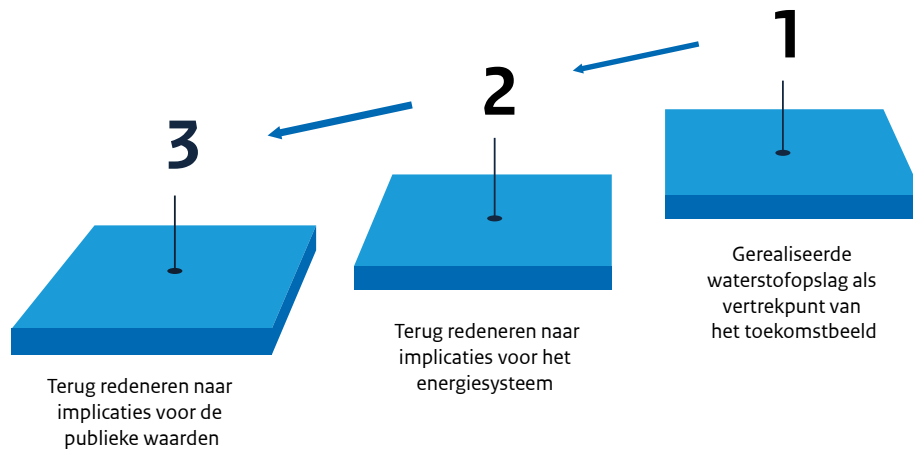 1
Gerealiseerde
waterstofopslag als
vertrekpunt van
het toekomstbeeld
2
Terug redeneren naar
implicaties voor het
energiesysteem
3
Terug redeneren naar
implicaties voor de
publieke waarden